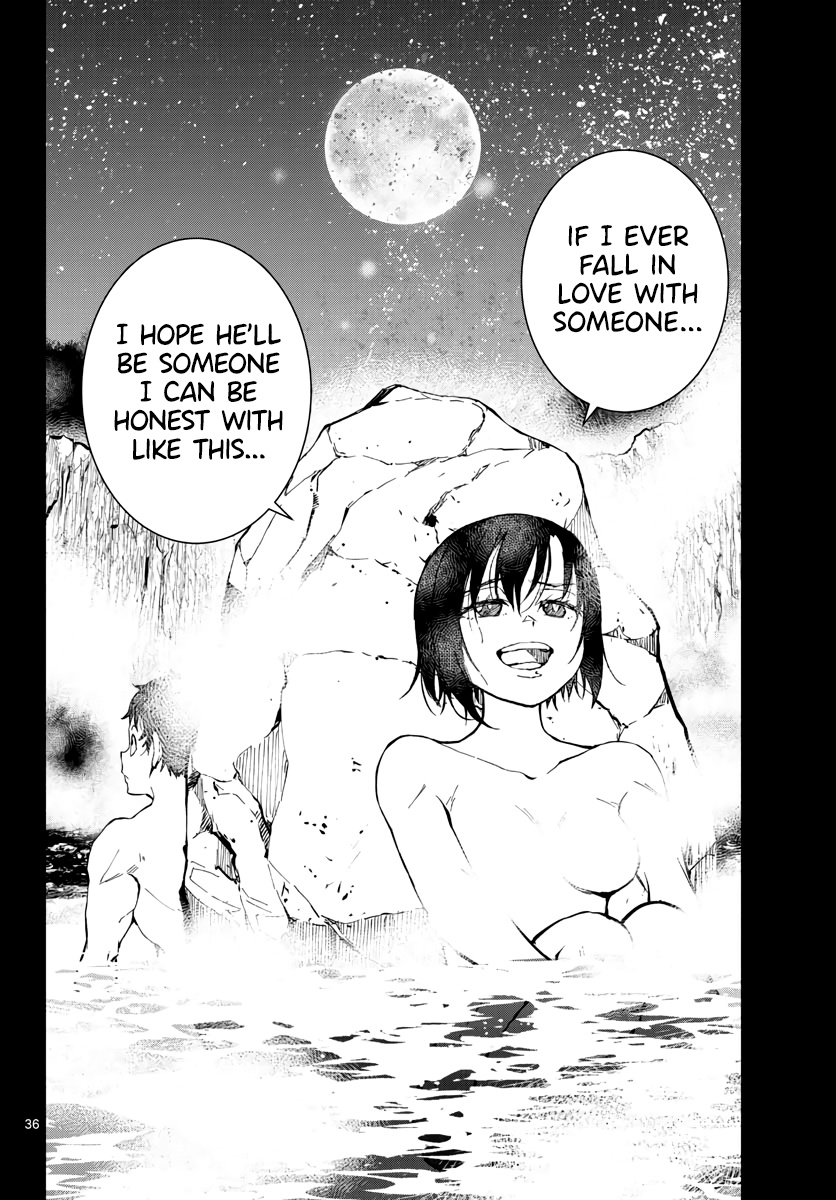 IF I EVER
FALL IN
LOVE WITH
SOMEONE...
I HOPE HE'LL
BE SOMEONE
I CAN BE
HONEST WITH
LIKE THIS...
36